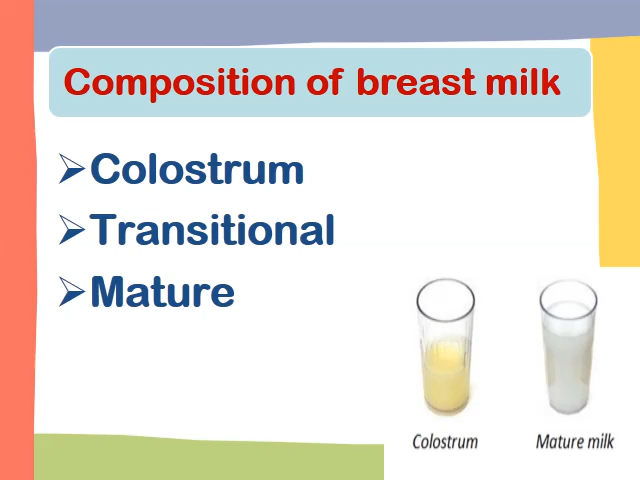 Composition of breast milk
➢Colostrum
➢Transitional
➢Mature
Colostrum
Mature milk